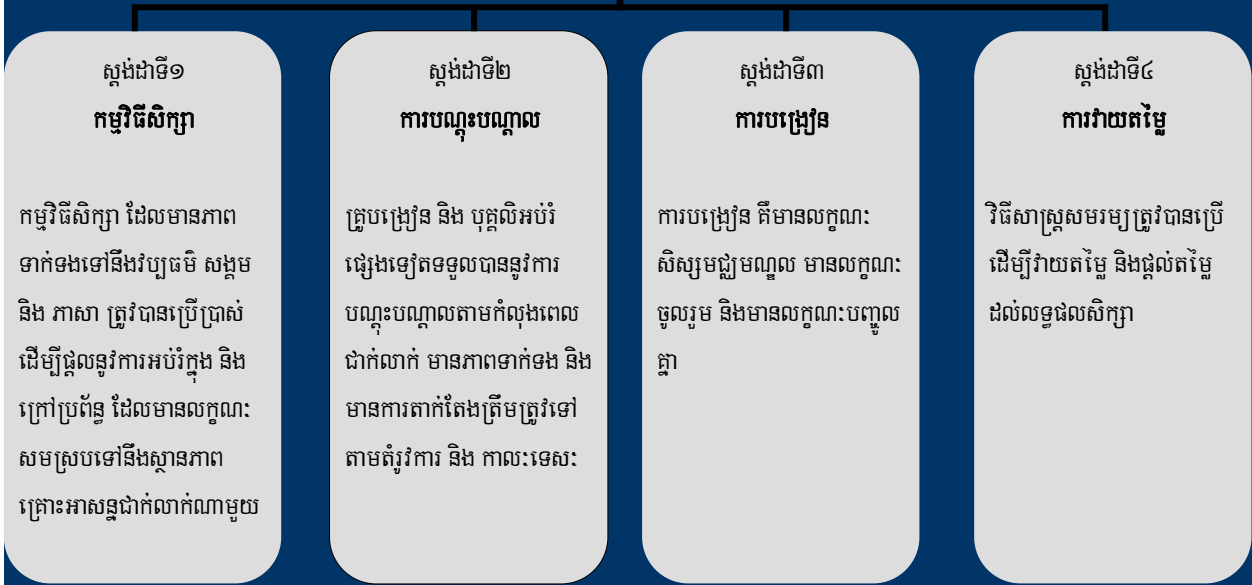 ស្តង់ដាទី១
កម្មវិធីសិក្សា
កម្មវិធីសិក្សា ដែលមានភាព
ទាក់ទងទៅនឹងវប្បធម៌ សង្គម
និង ភាសា ត្រូវបានប្រើប្រាស់
ដើម្បីផ្តលនូវការអប់រំក្នុង និង
ក្រៅប្រព័ន្ធ ដែលមានលក្ខណៈ
សមស្របទៅនឹងស្ថានភាព
គ្រោះអាសន្នជាក់លាក់ណាមួយ
ស្តង់ដាទី២
ការបណ្តុះបណ្តាល
គ្រូបង្រៀន និង បុគ្គលិអប់រំ
ផ្សេងទៀតទទួលបាននូវការ
បណ្តុះបណ្តាលតាមកំលុងពេល
ជាក់លាក់ មានភាពទាក់ទង និង
មានការតាក់តែងត្រឹមត្រូវទៅ
តាមតំរូវការ និង កាលៈទេសៈ
ស្តង់ដាទី៣
ការបង្រៀន
ការបង្រៀន គឺមានលក្ខណៈ
សិស្សមជ្ឈមណ្ឌល មានលក្ខណៈ
ចូលរួម និងមានលក្ខណៈបញ្ចូល
គ្នា
ស្តង់ដាទី៤
ការវាយតម្លៃ
វិធីសាស្ត្រសមរម្យត្រូវបានប្រើ
ដើម្បីវាយតម្លៃ និងផ្តល់តម្លៃ
ដល់លទ្ធផលសិក្សា